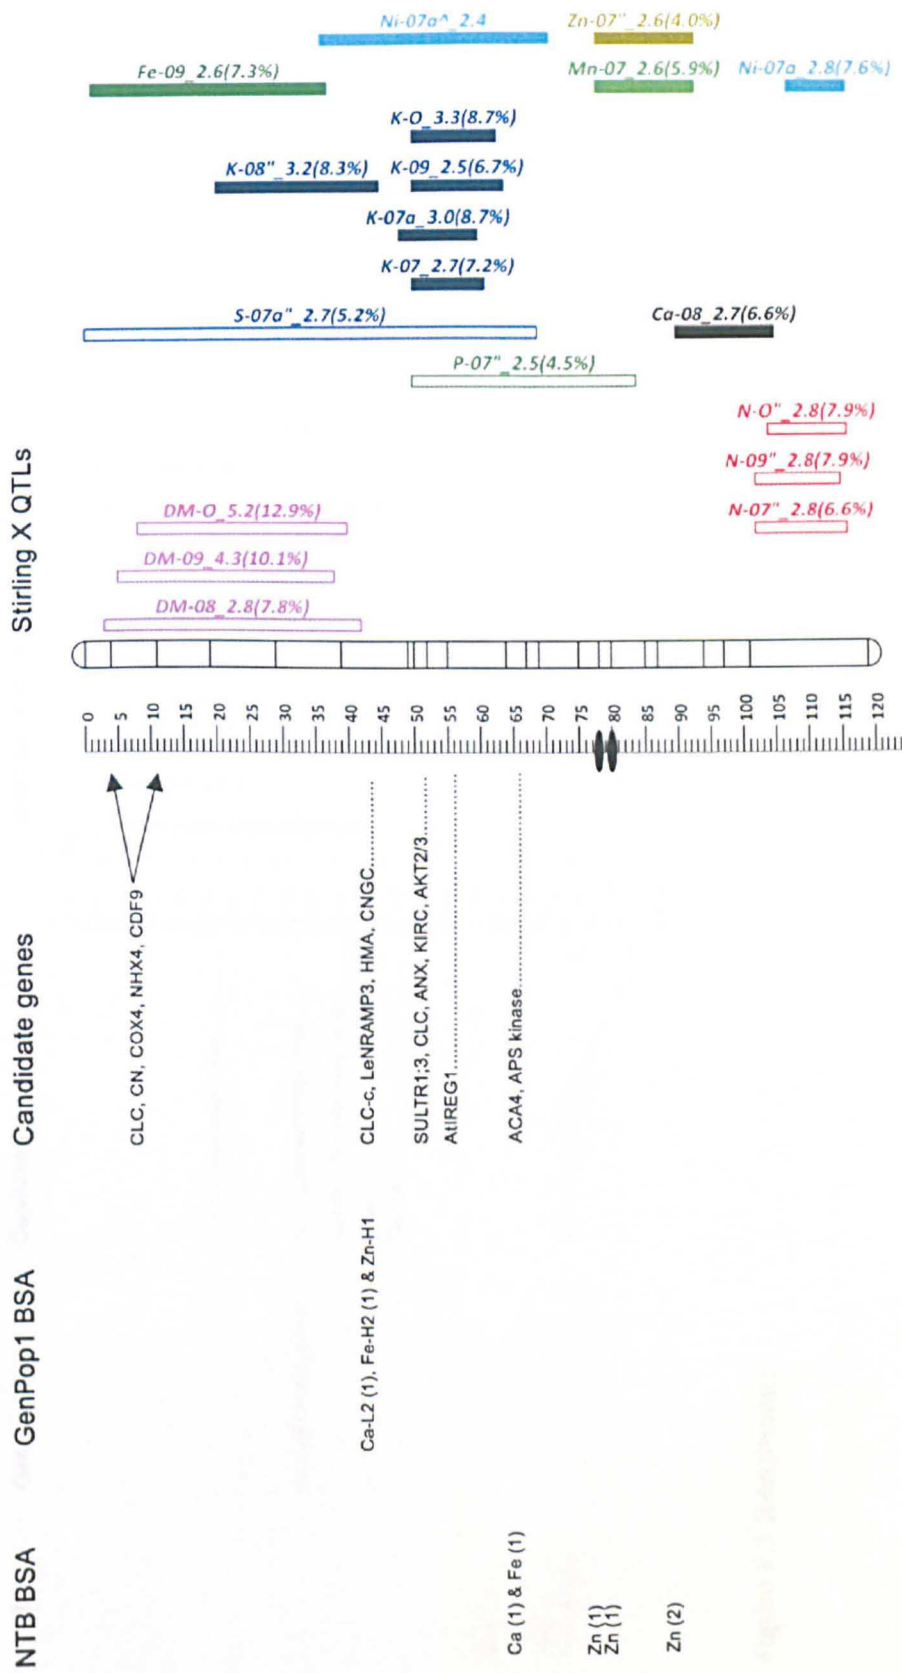 NTB BSA
GenPop1 BSA
Candidate genes
Stirling X QTLs
CLC, CN, COX4, NHX4, CDF9
Ca-L2 (1), Fe-H2 (1) & Zn-H1
CLC-c, LeNRAMP3, HMA, CNGC
SULTR1;3, CLC, ANX, KIRC, AKT2/3
AtIREG1
Ca (1) & Fe (1)
ACA4, APS kinase
Zn (1)
Zn (1)
Zn (2)
0
5
10
15
20
25
30
35
40
45
50
55
60
65
70
75
80
85
90
95
100
105
110
115
120
DM-08_2.8(7.8%)
DM-09_4.3(10.1%)
DM-O_5.2(12.9%)
N-07"_2.8(6.6%)
N-09"_2.8(7.9%)
N-O"_2.8(7.9%)
P-07"_2.5(4.5%)
S-07a"_2.7(5.2%)
Ca-08_2.7(6.6%)
K-07_2.7(7.2%)
K-07a_3.0(8.7%)
K-08"_3.2(8.3%)
K-09_2.5(6.7%)
K-O_3.3(8.7%)
Fe-09_2.6(7.3%)
Mn-07_2.6(5.9%)
Ni-07a_2.8(7.6%)
Ni-07a^_2.4
Zn-07"_2.6(4.0%)